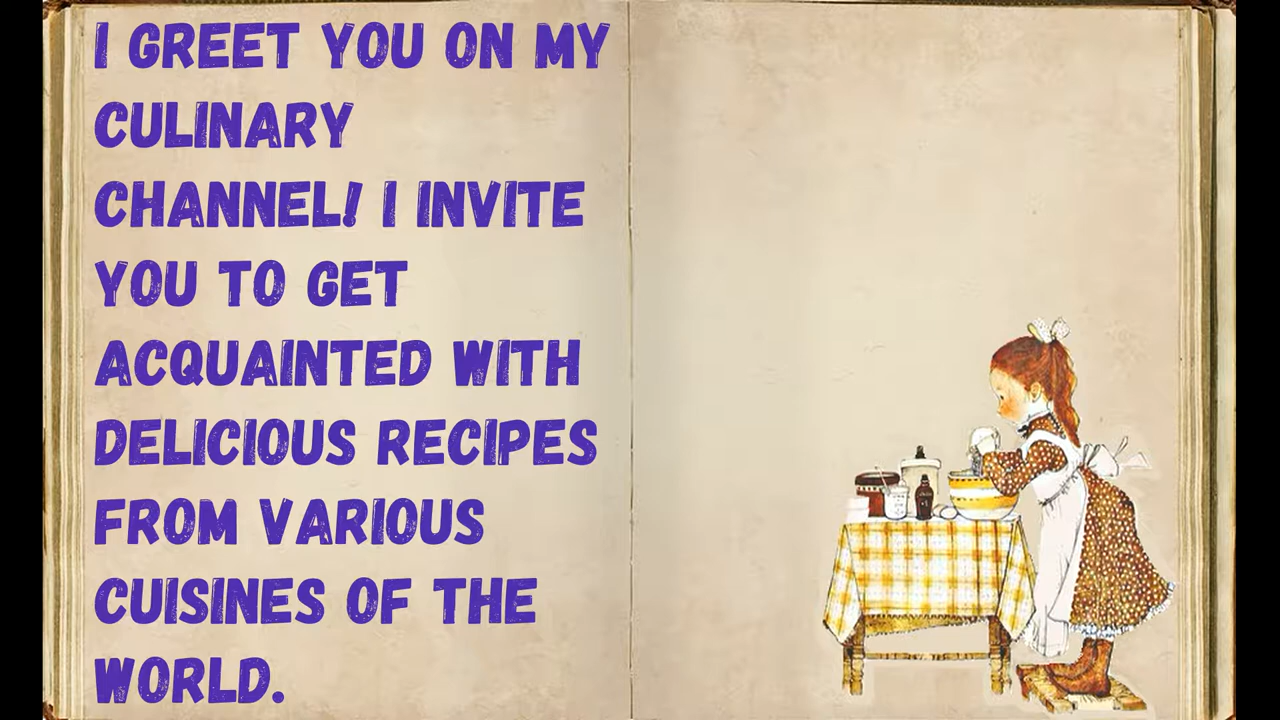 I GREET YOU ON MY
CULINARY
CHANNEL! I INVITE
YOU TO GET
ACQUAINTED WITH
DELICIOUS RECIPES
FROM VARIOUS
CUISINES OF THE
WORLD.